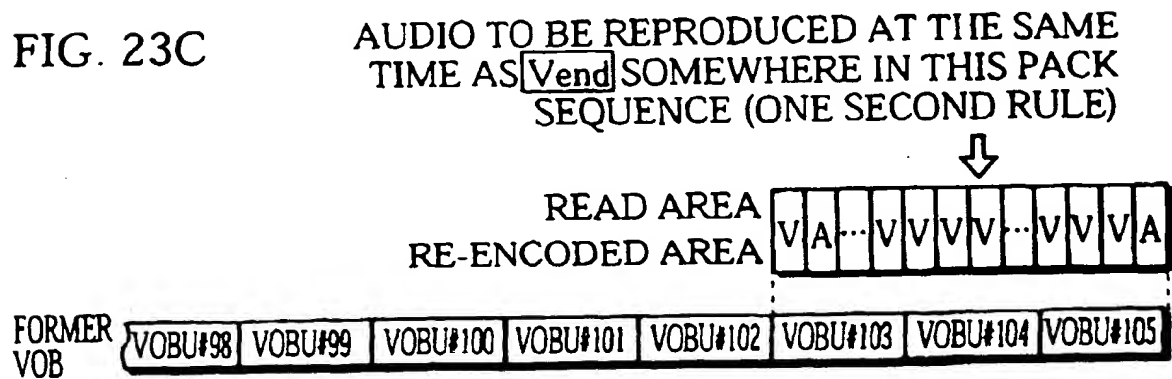 FIG. 23C
AUDIO TO BE REPRODUCED AT THE SAME
TIME AS Vend SOMEWHERE IN THIS PACK
SEQUENCE (ONE SECOND RULE)
READ AREA
RE-ENCODED AREA
V A ... V V V V ... V V V A
FORMER
VOB
VOBU#98 VOBU#99 VOBU#100 VOBU#101 VOBU#102 VOBU#103 VOBU#104 VOBU#105